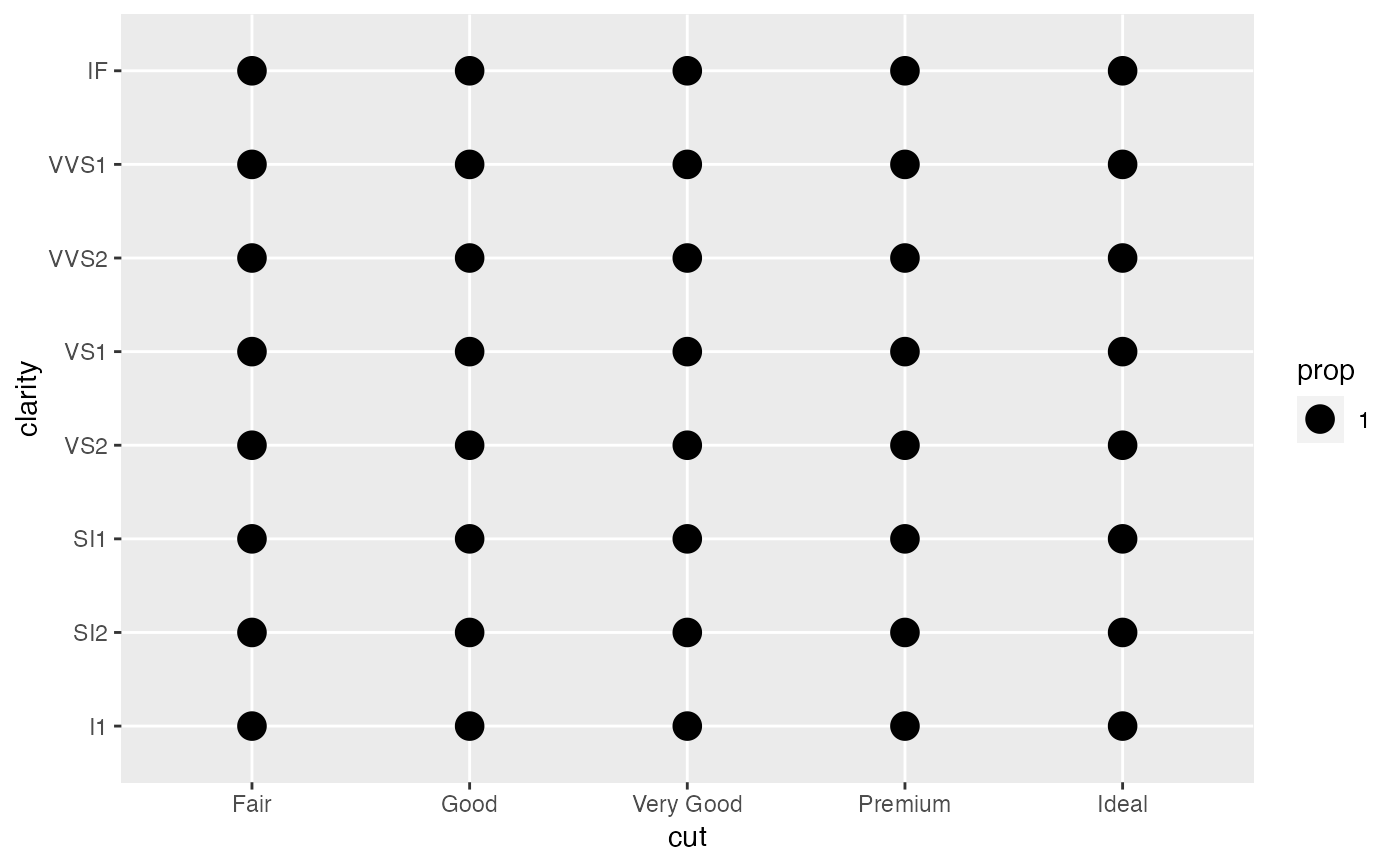 IF
VVS1
VVS2
VS1
VS2
SI1
SI2
I1
clarity
Fair Good Very Good Premium Ideal
cut
prop
1